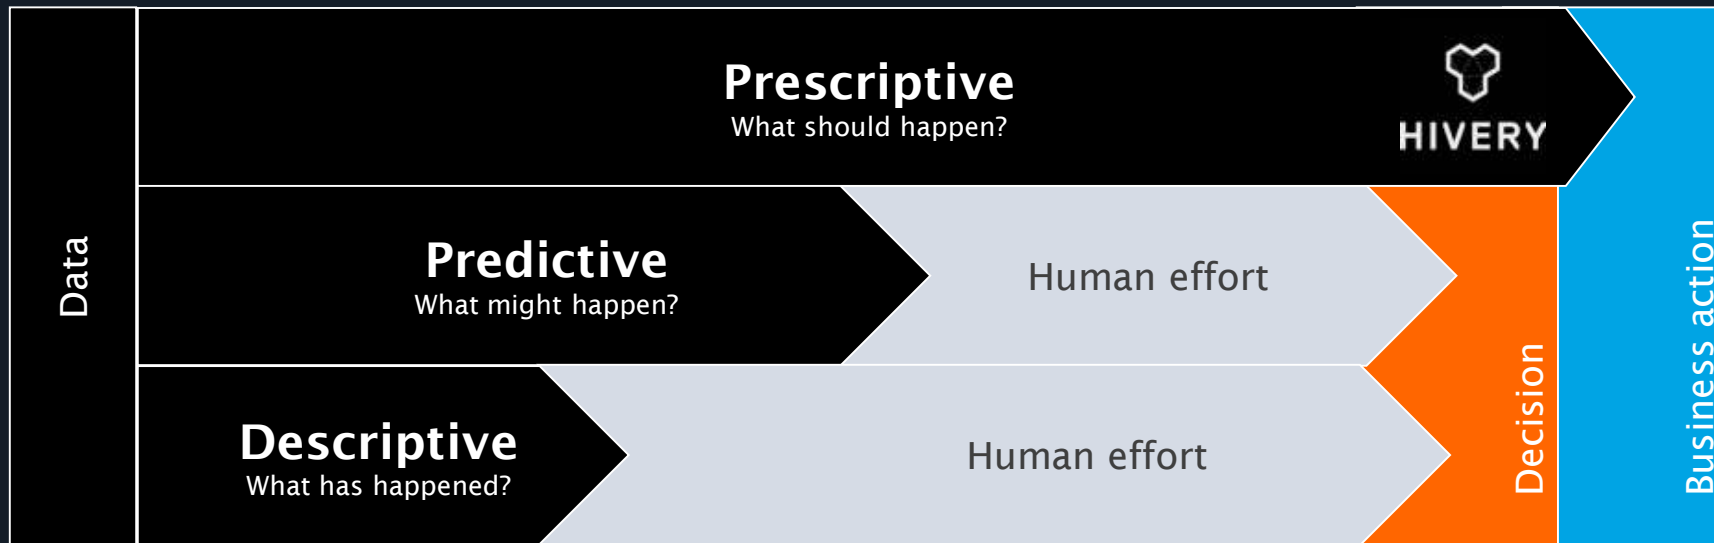 Data
Prescriptive
What should happen?
HIVERY
Predictive
What might happen?
Human effort
Descriptive
What has happened?
Human effort
Decision
Business action